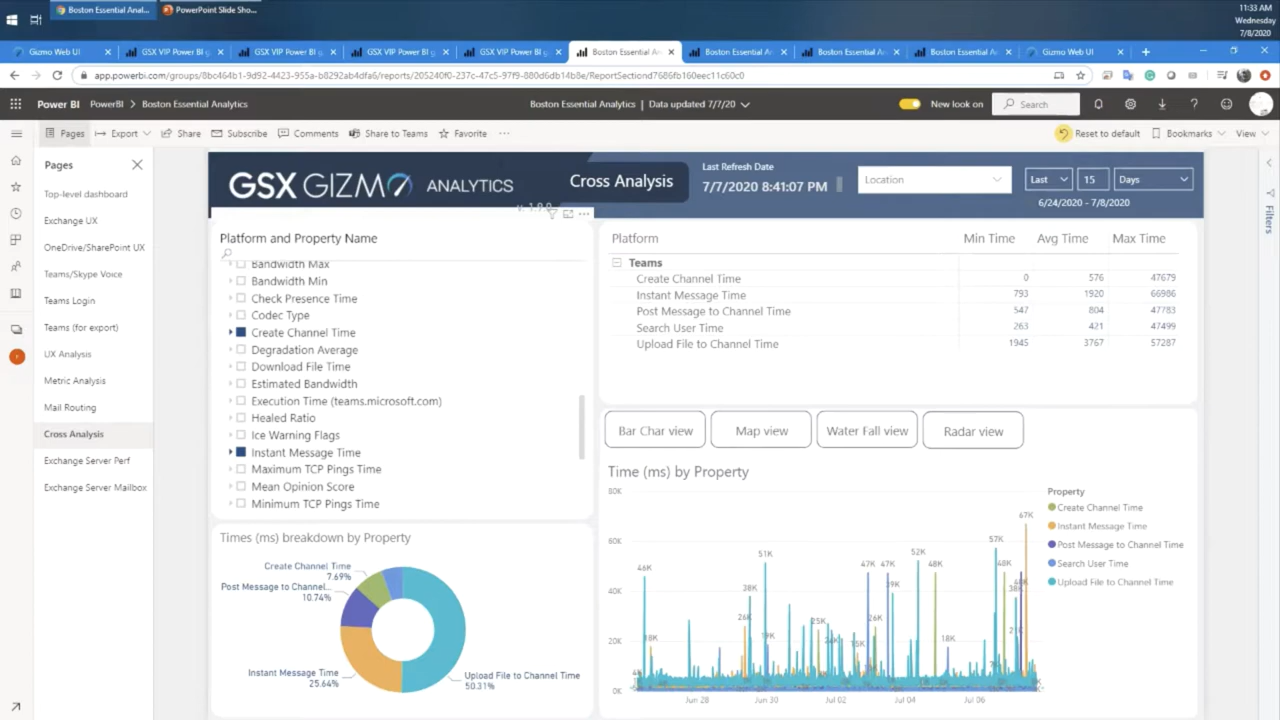 Boston Essential Anal...
PowerPoint Slide Sho...
11:33 AM
Wednesday
7/8/2020
Gizmo Web UI
GSX VIP Power BI g
GSX VIP Power BI g
GSX VIP Power BI g
GSX VIP Power BI g
Boston Essential An
Boston Essential An
Boston Essential An
Boston Essential An
Gizmo Web UI
app.powerbi.com/groups/8bc464b1-9d92-4423-955a-b8292ab4dfa6/reports/205240f0-237c-47c5-97f9-880d6db14b8e/ReportSectiond7686fb160eec11c60c0
Power BI
PowerBI > Boston Essential Analytics
Boston Essential Analytics | Data updated 7/7/20
New look on
Search
Pages
Export
Share
Subscribe
Comments
Share to Teams
Favorite
Reset to default
Bookmarks
View
Pages
Top-level dashboard
Exchange UX
OneDrive/SharePoint UX
Teams/Skype Voice
Teams Login
Teams (for export)
UX Analysis
Metric Analysis
Mail Routing
Cross Analysis
Exchange Server Perf
Exchange Server Mailbox
GSX GIZMO ANALYTICS
Cross Analysis
Last Refresh Date
7/7/2020 8:41:07 PM
Location
Last
15
Days
6/24/2020 - 7/8/2020
Filters
Platform and Property Name
Bandwidth Max
Bandwidth Min
Check Presence Time
Codec Type
Create Channel Time
Degradation Average
Download File Time
Estimated Bandwidth
Execution Time (teams.microsoft.com)
Healed Ratio
Ice Warning Flags
Instant Message Time
Maximum TCP Pings Time
Mean Opinion Score
Minimum TCP Pings Time
Platform Min Time Avg Time Max Time
Teams
Create Channel Time 0 576 47679
Instant Message Time 793 1920 66986
Post Message to Channel Time 547 804 47783
Search User Time 263 421 47499
Upload File to Channel Time 1945 3767 57287
Bar Char view
Map view
Water Fall view
Radar view
Times (ms) breakdown by Property
Create Channel Time
7.69%
Post Message to Channel...
10.74%
Instant Message Time
25.64%
Upload File to Channel Time
50.31%
Time (ms) by Property
80K
60K
40K
20K
0K
46K
18K
26K
38K
51K
19K
25K
15K
47K
26K
47K
39K
52K
48K
18K
57K
48K
38K
67K
Jun 28
Jun 30
Jul 02
Jul 04
Jul 06
Property
Create Channel Time
Instant Message Time
Post Message to Channel Time
Search User Time
Upload File to Channel Time